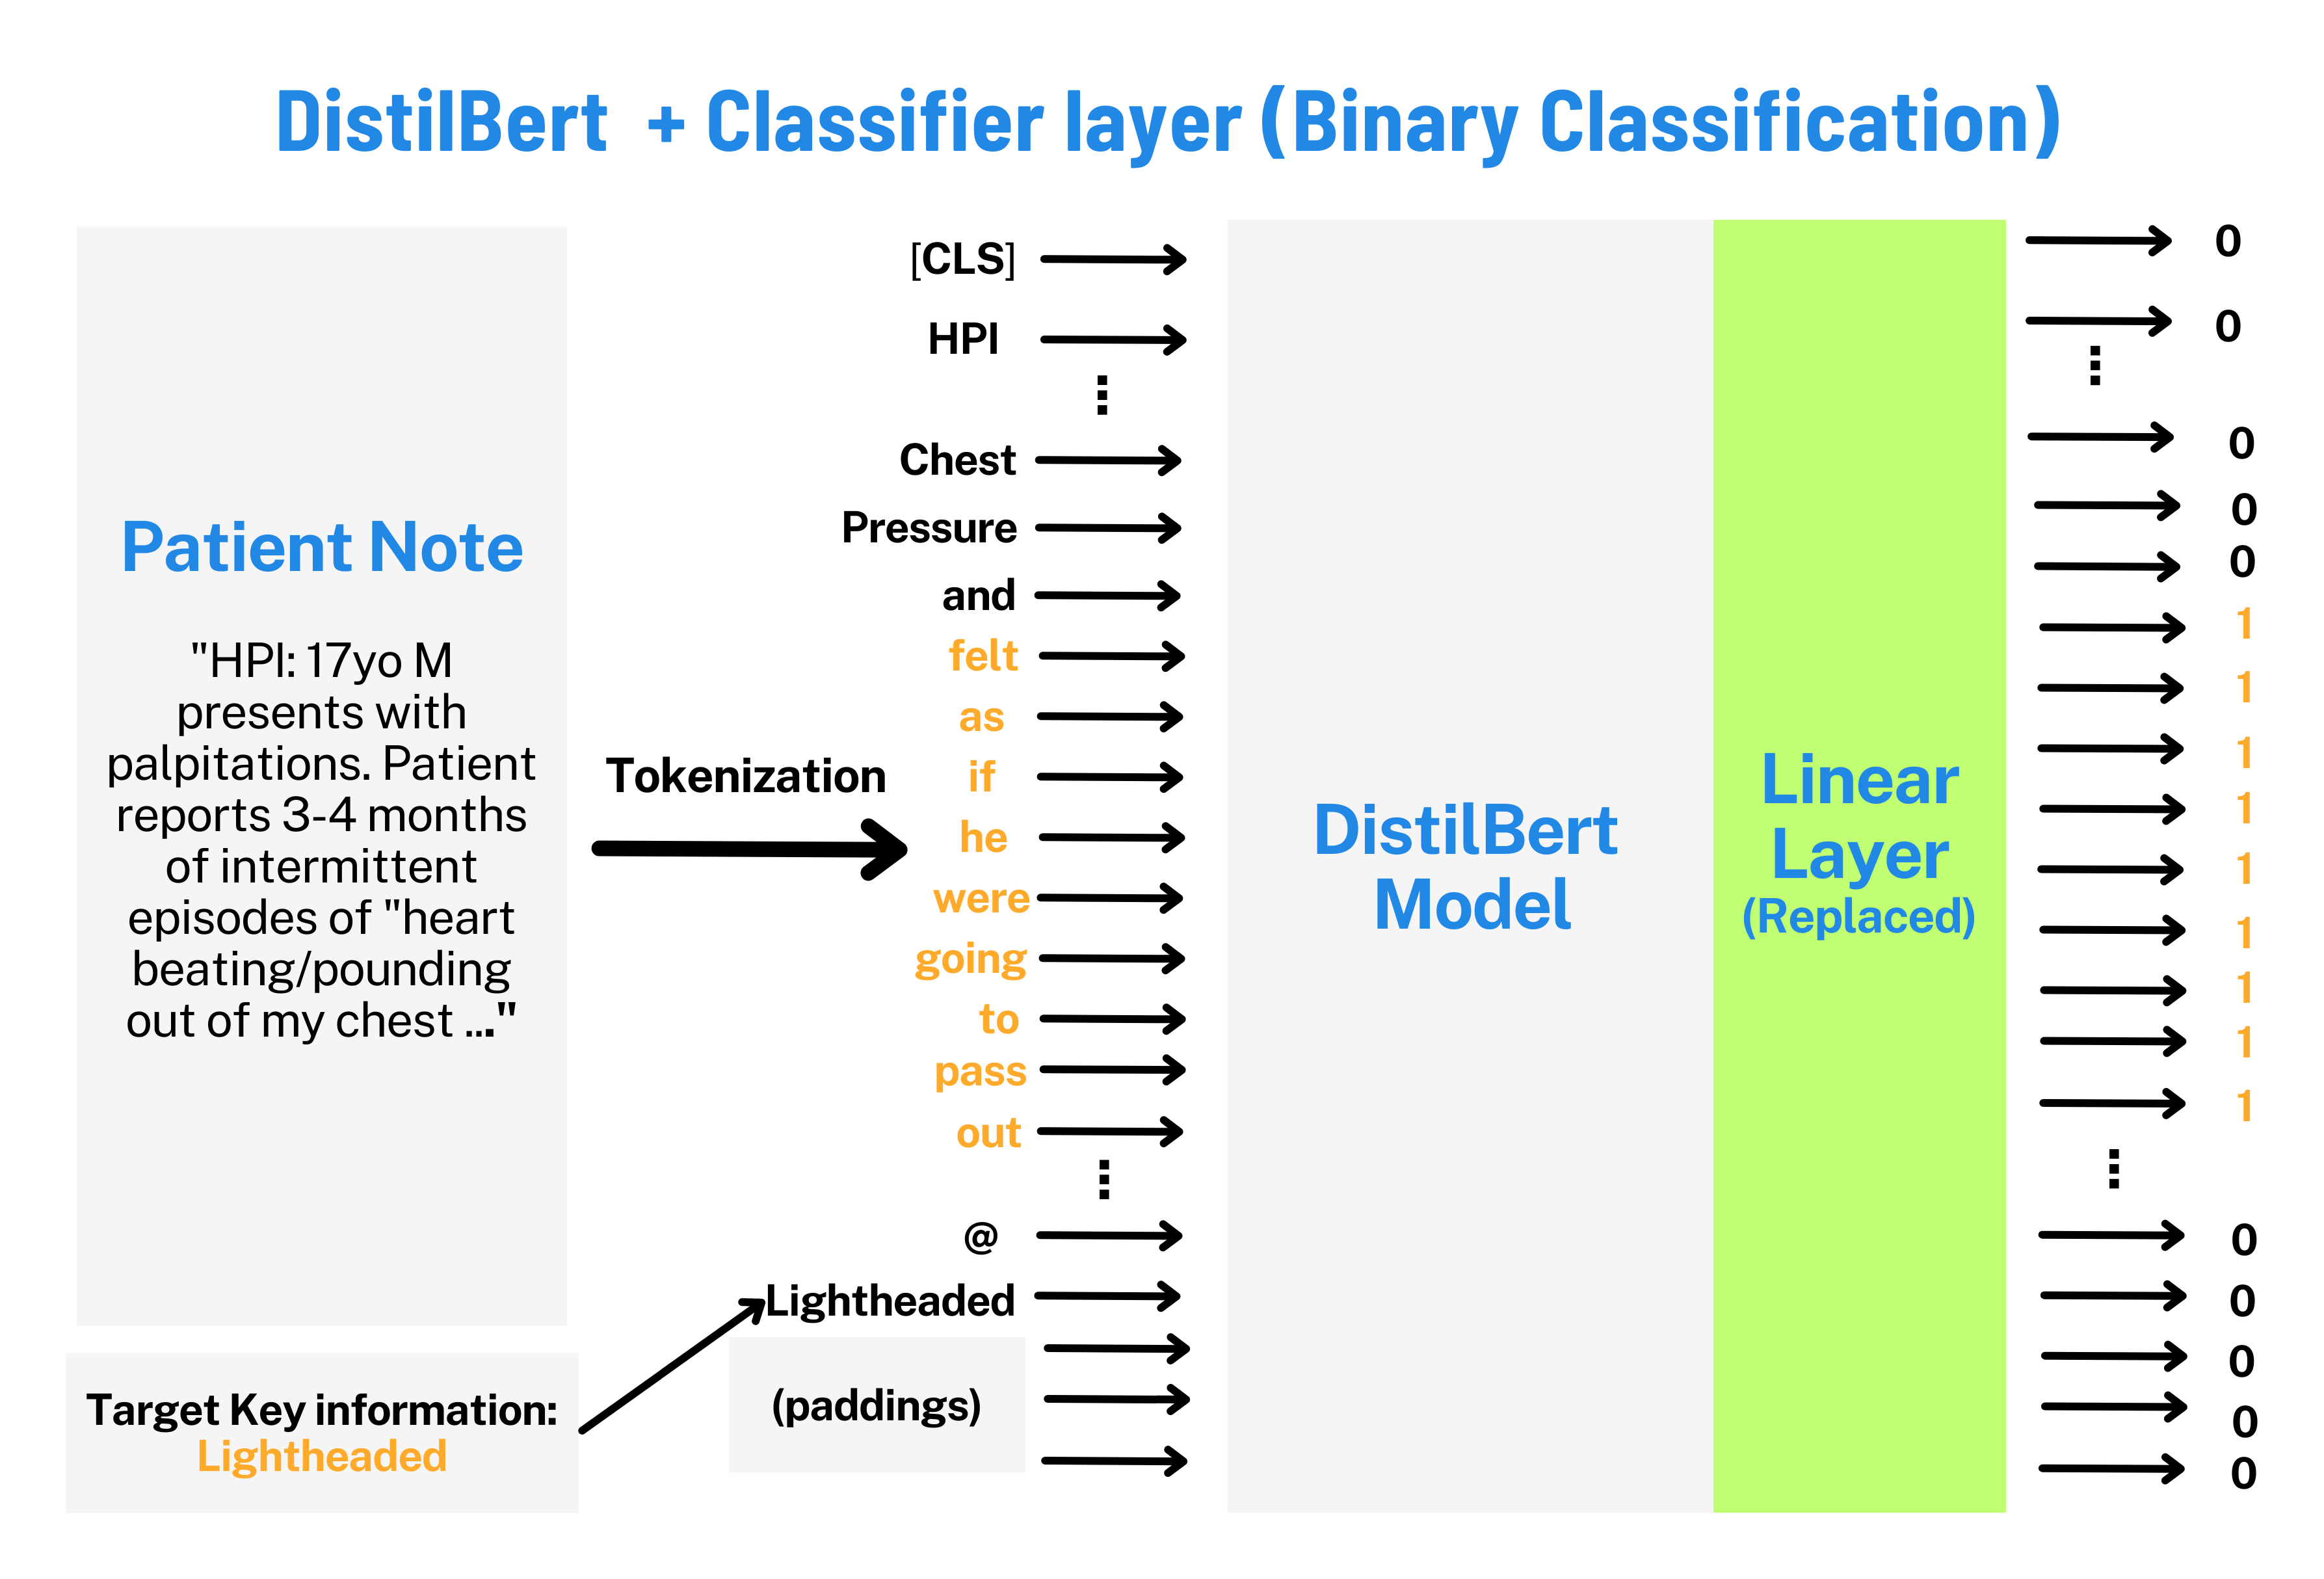 DistilBert + Classifier layer (Binary Classification)
Patient Note
"HPI: 17yo M
presents with
palpitations. Patient
reports 3-4 months
of intermittent
episodes of "heart
beating/pounding
out of my chest ..."
Target Key information:
Lightheaded
Tokenization
[CLS]
HPI
Chest
Pressure
and
felt
as
if
he
were
going
to
pass
out
@
Lightheaded
(paddings)
DistilBert
Model
Linear
Layer
(Replaced)
0
0
0
0
0
1
1
1
1
1
1
1
1
1
0
0
0
0
0